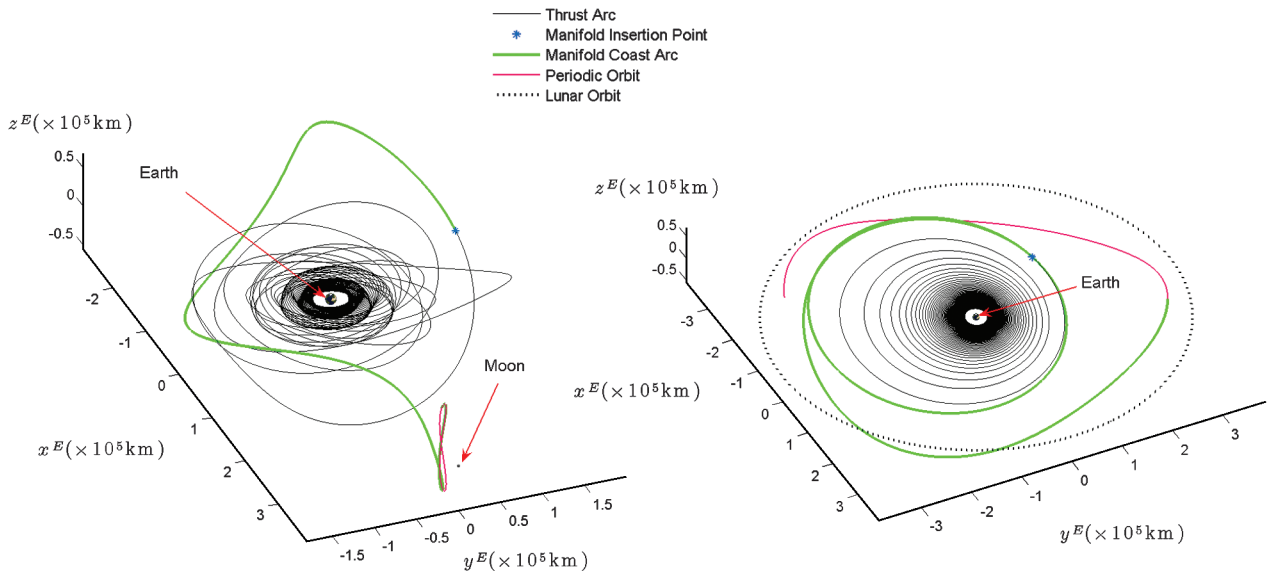 Thrust Arc
Manifold Insertion Point
Manifold Coast Arc
Periodic Orbit
Lunar Orbit
z^E(×10^5km)
0.5
0
-0.5
Earth
-2
-1
0
1
2
3
x^E(×10^5km)
Moon
-1.5
-1
-0.5
0
0.5
1
1.5
y^E(×10^5km)
z^E(×10^5km)
0.5
0
-0.5
Earth
-3
-2
-1
0
1
2
3
x^E(×10^5km)
-3
-2
-1
0
1
2
3
y^E(×10^5km)